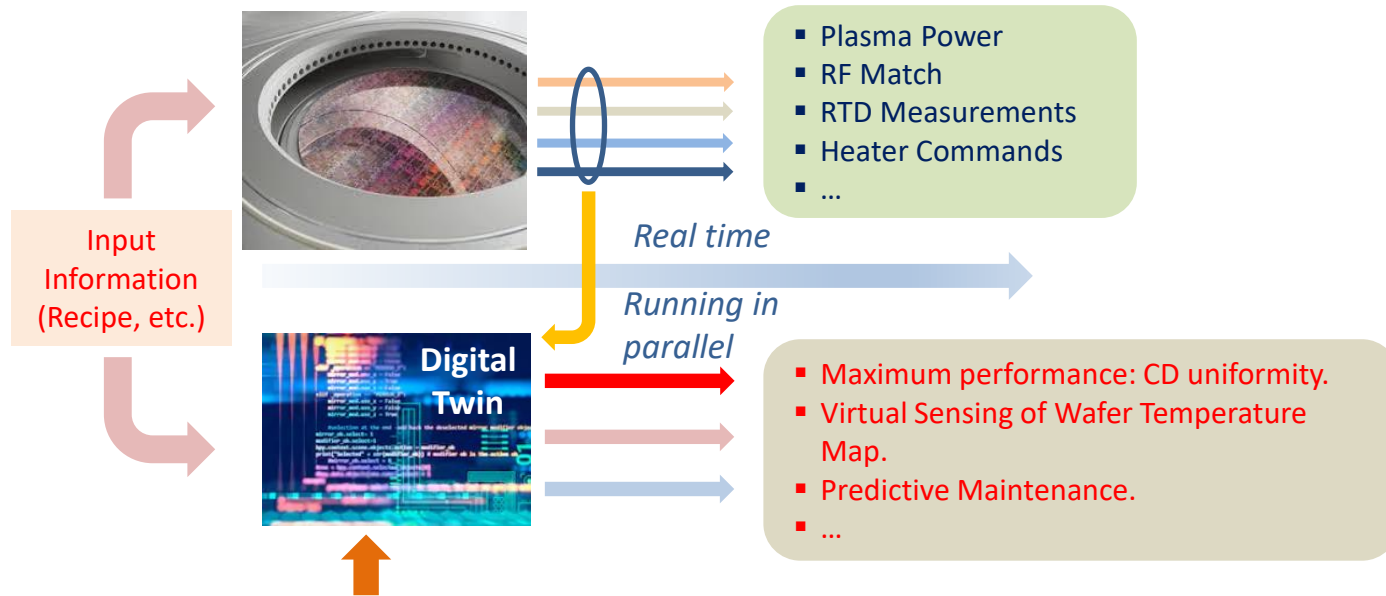 ▪ Plasma Power
▪ RF Match
▪ RTD Measurements
▪ Heater Commands
▪ ...
Input
Information
(Recipe, etc.)
Real time
Running in
parallel
Digital
Twin
▪ Maximum performance: CD uniformity.
▪ Virtual Sensing of Wafer Temperature
Map.
▪ Predictive Maintenance.
▪ ...